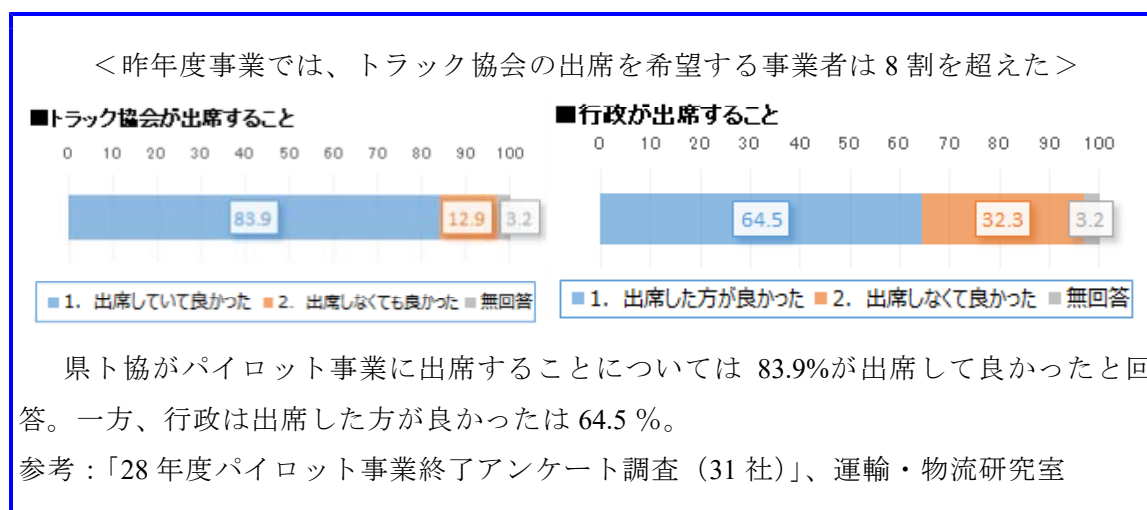 ＜昨年度事業では、トラック協会の出席を希望する事業者は 8 割を超えた＞
■トラック協会が出席すること
0 10 20 30 40 50 60 70 80 90 100
83.9 12.9 3.2
■1. 出席していて良かった ■2. 出席しなくても良かった ■無回答
■行政が出席すること
0 10 20 30 40 50 60 70 80 90 100
64.5 32.3 3.2
■1. 出席した方が良かった ■2. 出席しなくて良かった ■無回答
県ト協がパイロット事業に出席することについては 83.9%が出席して良かったと回
答。一方、行政は出席した方が良かったは 64.5 %。
参考：「28 年度パイロット事業終了アンケート調査（31 社）」、運輸・物流研究室